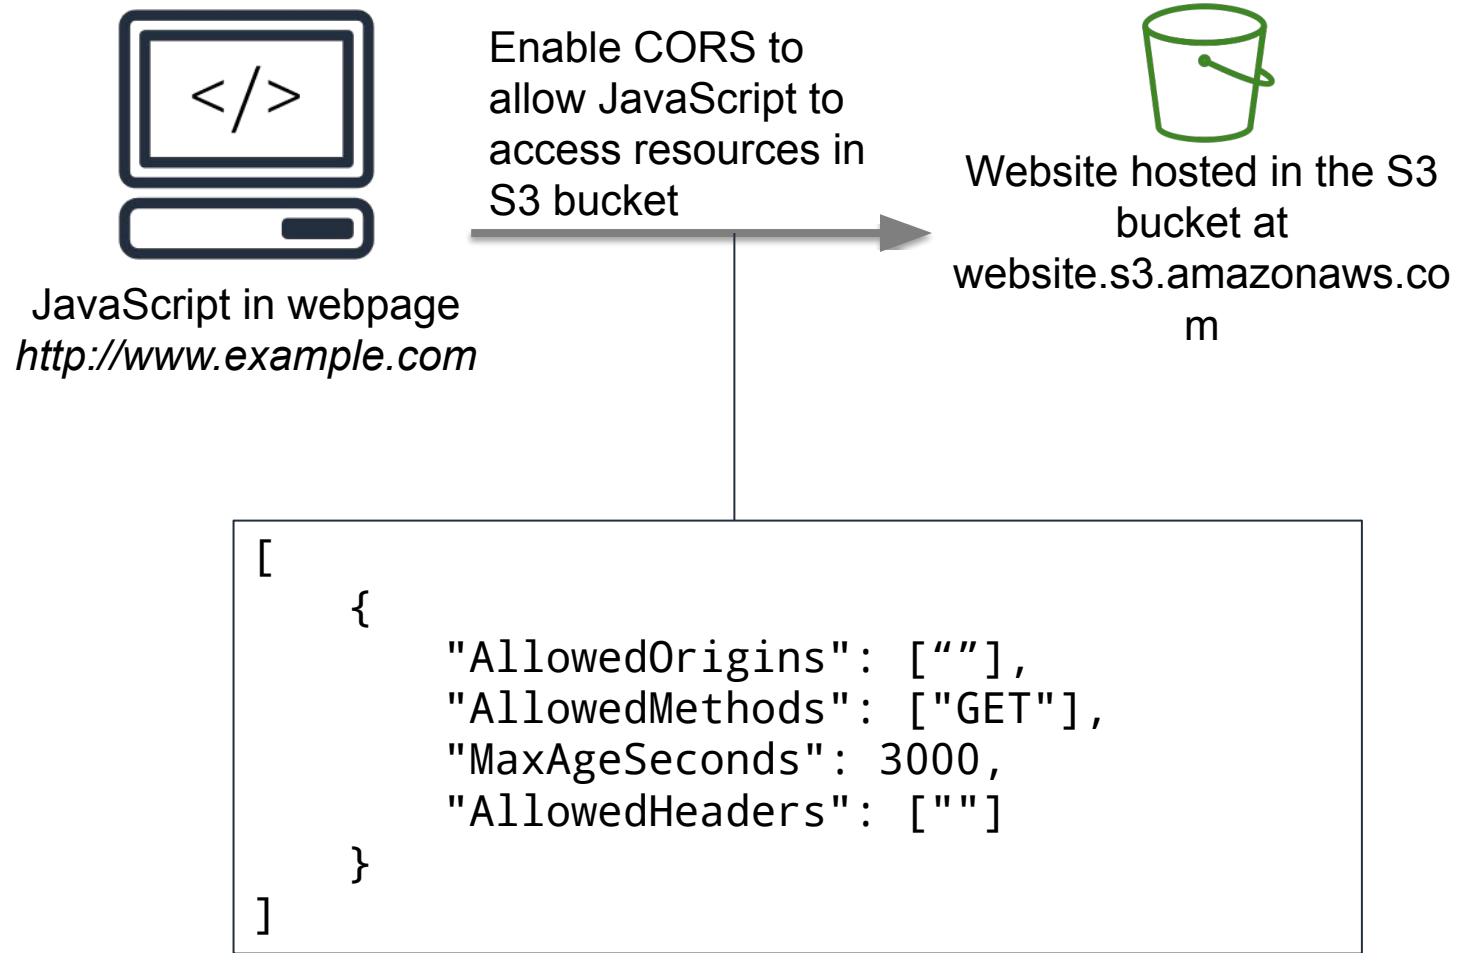 </>
Enable CORS to
allow JavaScript to
access resources in
S3 bucket
Website hosted in the S3
bucket at
website.s3.amazonaws.co
m
JavaScript in webpage
http://www.example.com
[
    {
        "AllowedOrigins": [“”],
        "AllowedMethods": ["GET"],
        "MaxAgeSeconds": 3000,
        "AllowedHeaders": [""]
    }
]